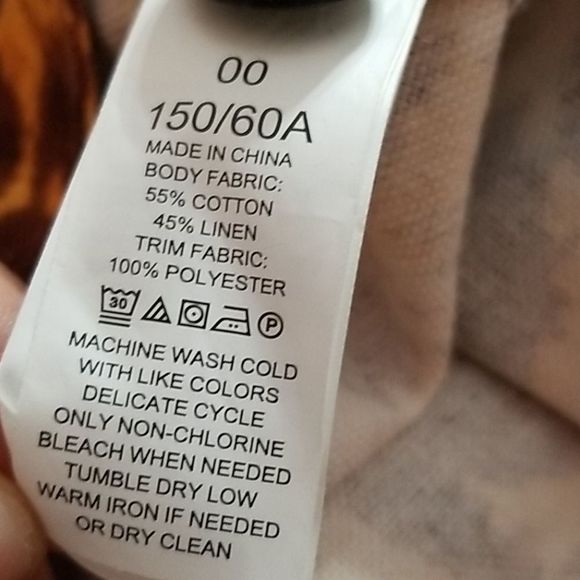 00
150/60A
MADE IN CHINA
BODY FABRIC:
55% COTTON
45% LINEN
TRIM FABRIC:
100% POLYESTER
30 P
MACHINE WASH COLD
WITH LIKE COLORS
DELICATE CYCLE
ONLY NON-CHLORINE
BLEACH WHEN NEEDED
TUMBLE DRY LOW
WARM IRON IF NEEDED
OR DRY CLEAN